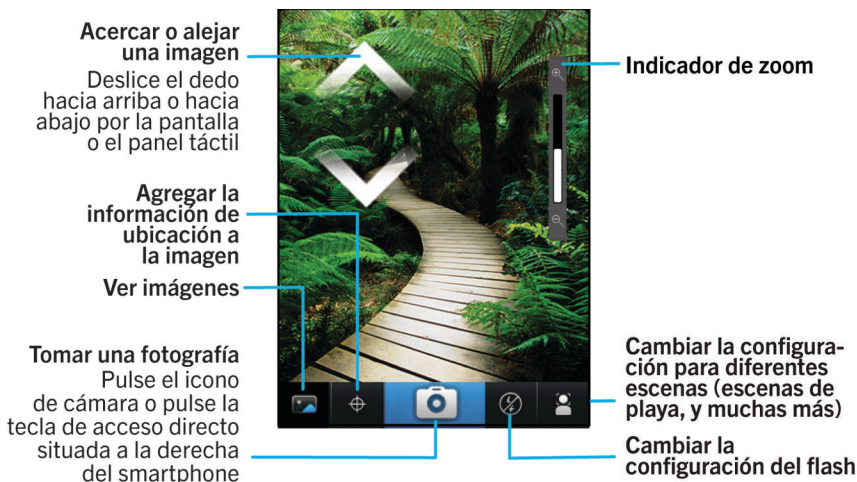 Acercar o alejar
una imagen
Deslice el dedo
hacia arriba o hacia
abajo por la pantalla
o el panel táctil
Agregar la
información de
ubicación a
la imagen
Ver imágenes
Tomar una fotografía
Pulse el icono
de cámara o pulse la
tecla de acceso directo
situada a la derecha
del smartphone
Indicador de zoom
Cambiar la configura-
ción para diferentes
escenas (escenas de
playa, y muchas más)
Cambiar la
configuración del flash